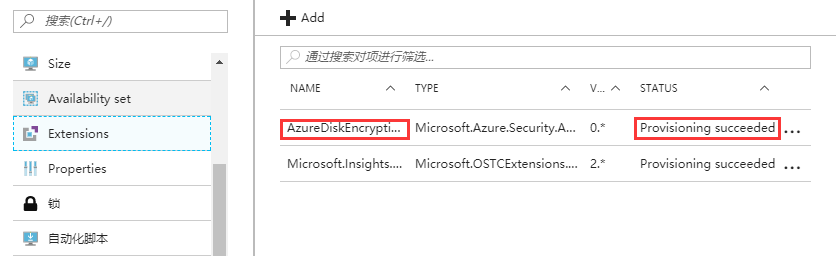 搜索(Ctrl+/)
Size
Availability set
Extensions
Properties
锁
自动化脚本
Add
通过搜索对项进行筛选...
NAME TYPE V... STATUS
AzureDiskEncrypti... Microsoft.Azure.Security.A... 0.* Provisioning succeeded ...
Microsoft.Insights.... Microsoft.OSTCExtensions.... 2.* Provisioning succeeded ...